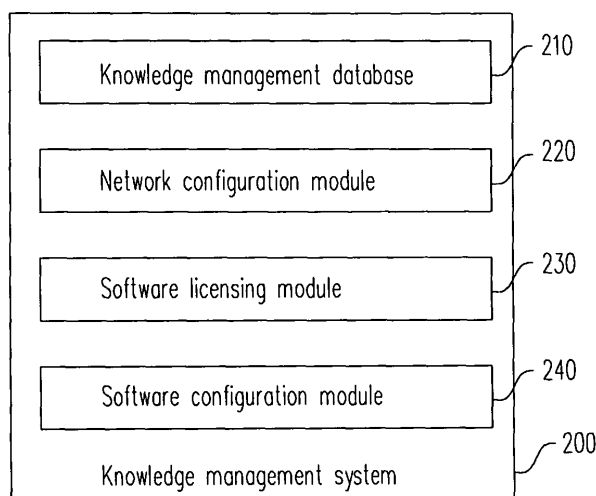 210
Knowledge management database
220
Network configuration module
230
Software licensing module
240
Software configuration module
200
Knowledge management system